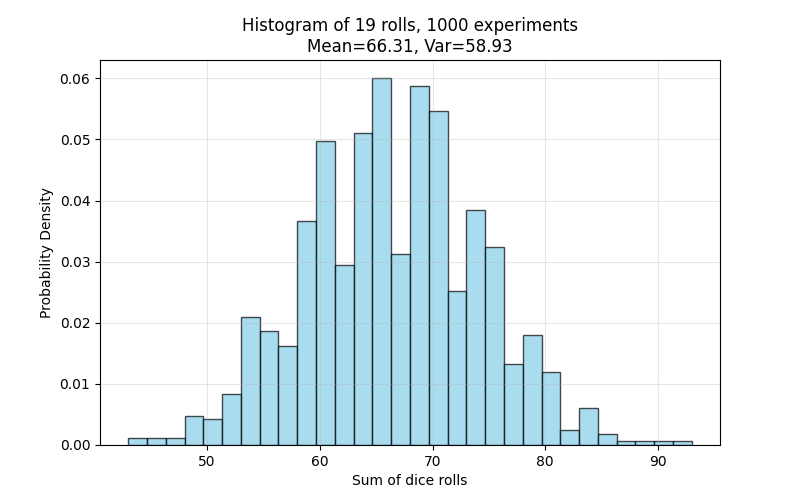 Histogram of 19 rolls, 1000 experiments
Mean=66.31, Var=58.93
0.06
0.05
0.04
0.03
0.02
0.01
0.00
Probability Density
50 60 70 80 90
Sum of dice rolls